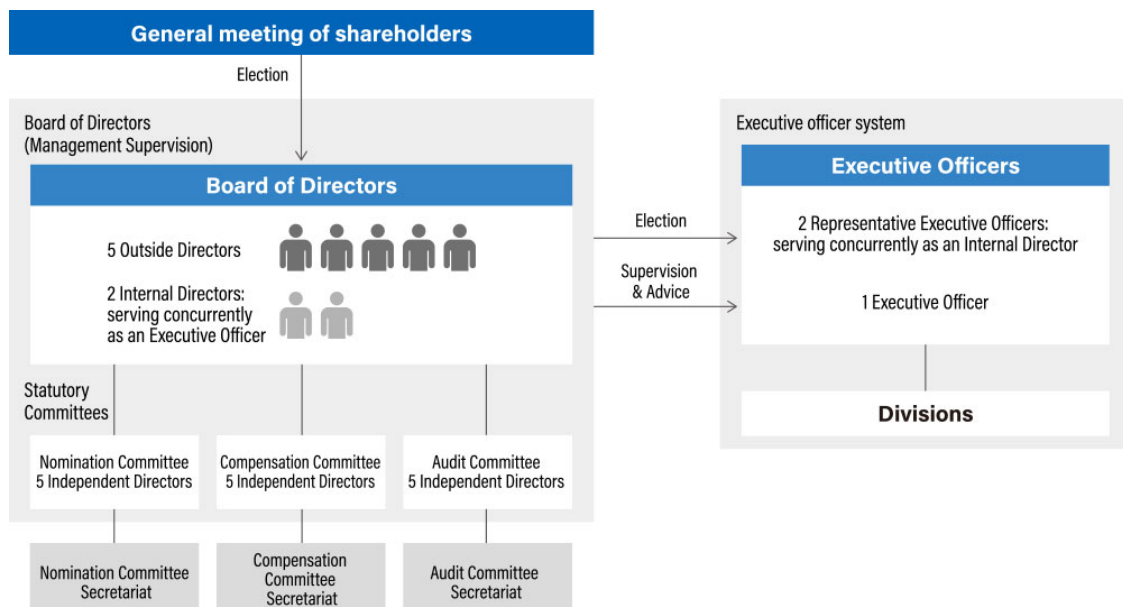 General meeting of shareholders
Election
Board of Directors
(Management Supervision)
Board of Directors
5 Outside Directors
2 Internal Directors:
serving concurrently
as an Executive Officer
Statutory
Committees
Nomination Committee
5 Independent Directors
Compensation Committee
5 Independent Directors
Audit Committee
5 Independent Directors
Nomination Committee
Secretariat
Compensation
Committee
Secretariat
Audit Committee
Secretariat
Election
Supervision
& Advice
Executive officer system
Executive Officers
2 Representative Executive Officers:
serving concurrently as an Internal Director
1 Executive Officer
Divisions